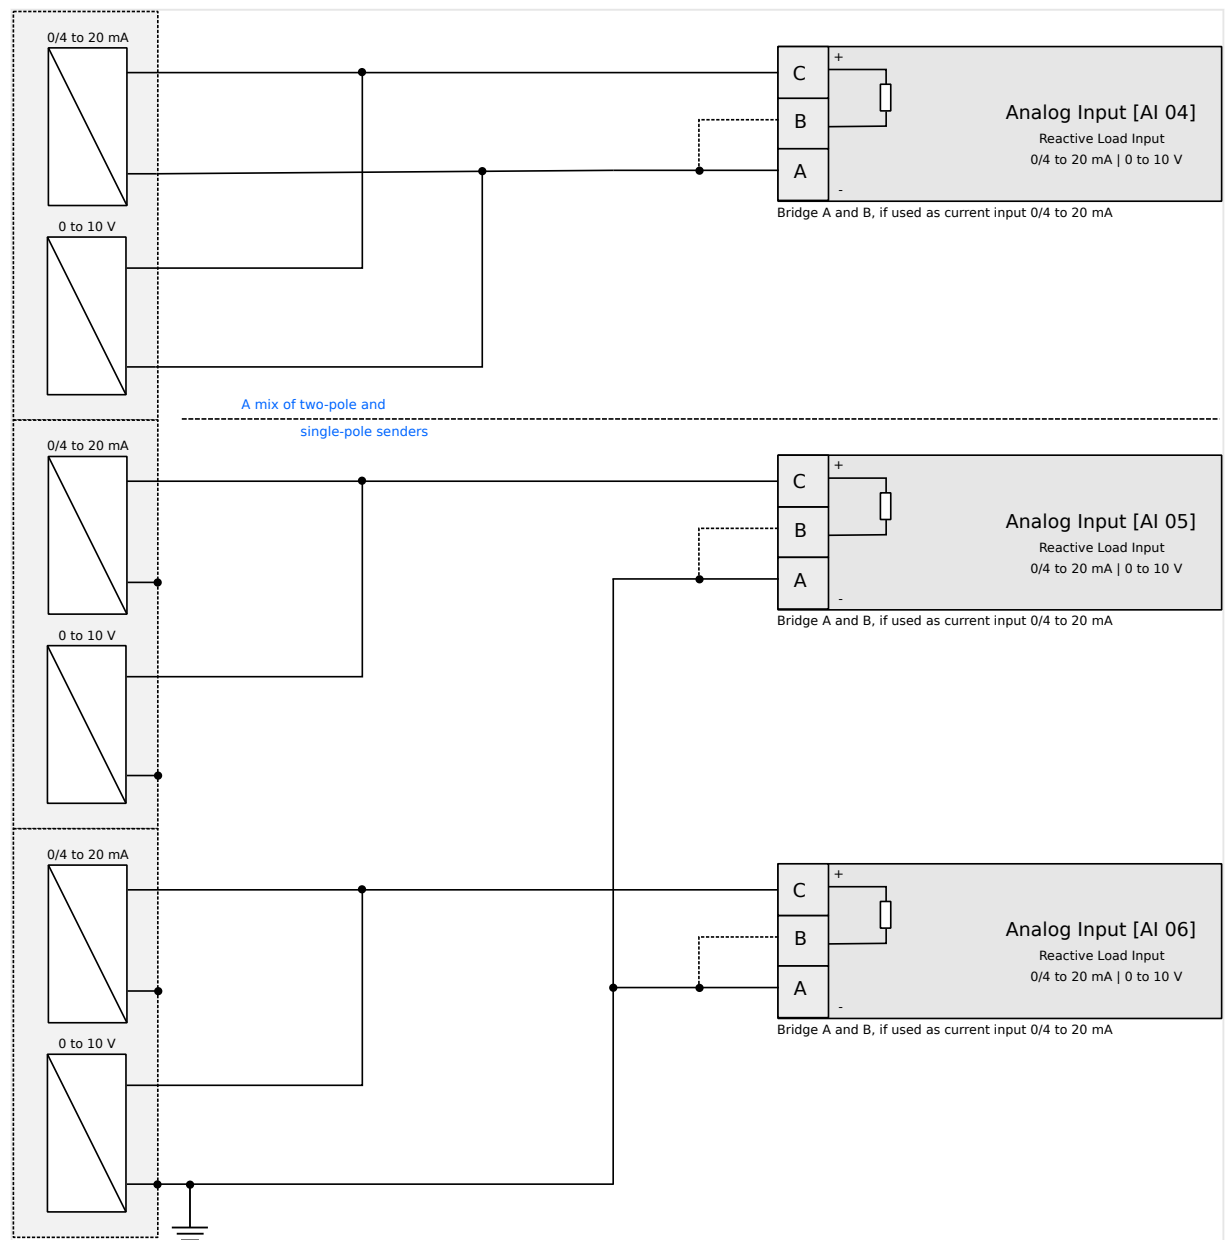 0/4 to 20 mA
+
C
B
A
-
Analog Input [AI 04]
Reactive Load Input
0/4 to 20 mA | 0 to 10 V
Bridge A and B, if used as current input 0/4 to 20 mA
0 to 10 V
A mix of two-pole and
single-pole senders
0/4 to 20 mA
+
C
B
A
-
Analog Input [AI 05]
Reactive Load Input
0/4 to 20 mA | 0 to 10 V
Bridge A and B, if used as current input 0/4 to 20 mA
0 to 10 V
0/4 to 20 mA
+
C
B
A
-
Analog Input [AI 06]
Reactive Load Input
0/4 to 20 mA | 0 to 10 V
Bridge A and B, if used as current input 0/4 to 20 mA
0 to 10 V